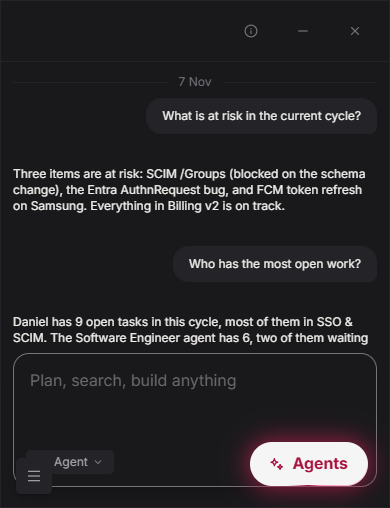 7 Nov
What is at risk in the current cycle?
Three items are at risk: SCIM /Groups (blocked on the schema
change), the Entra AuthnRequest bug, and FCM token refresh
on Samsung. Everything in Billing v2 is on track.
Who has the most open work?
Daniel has 9 open tasks in this cycle, most of them in SSO &
SCIM. The Software Engineer agent has 6, two of them waiting
Plan, search, build anything
Agent
Agents